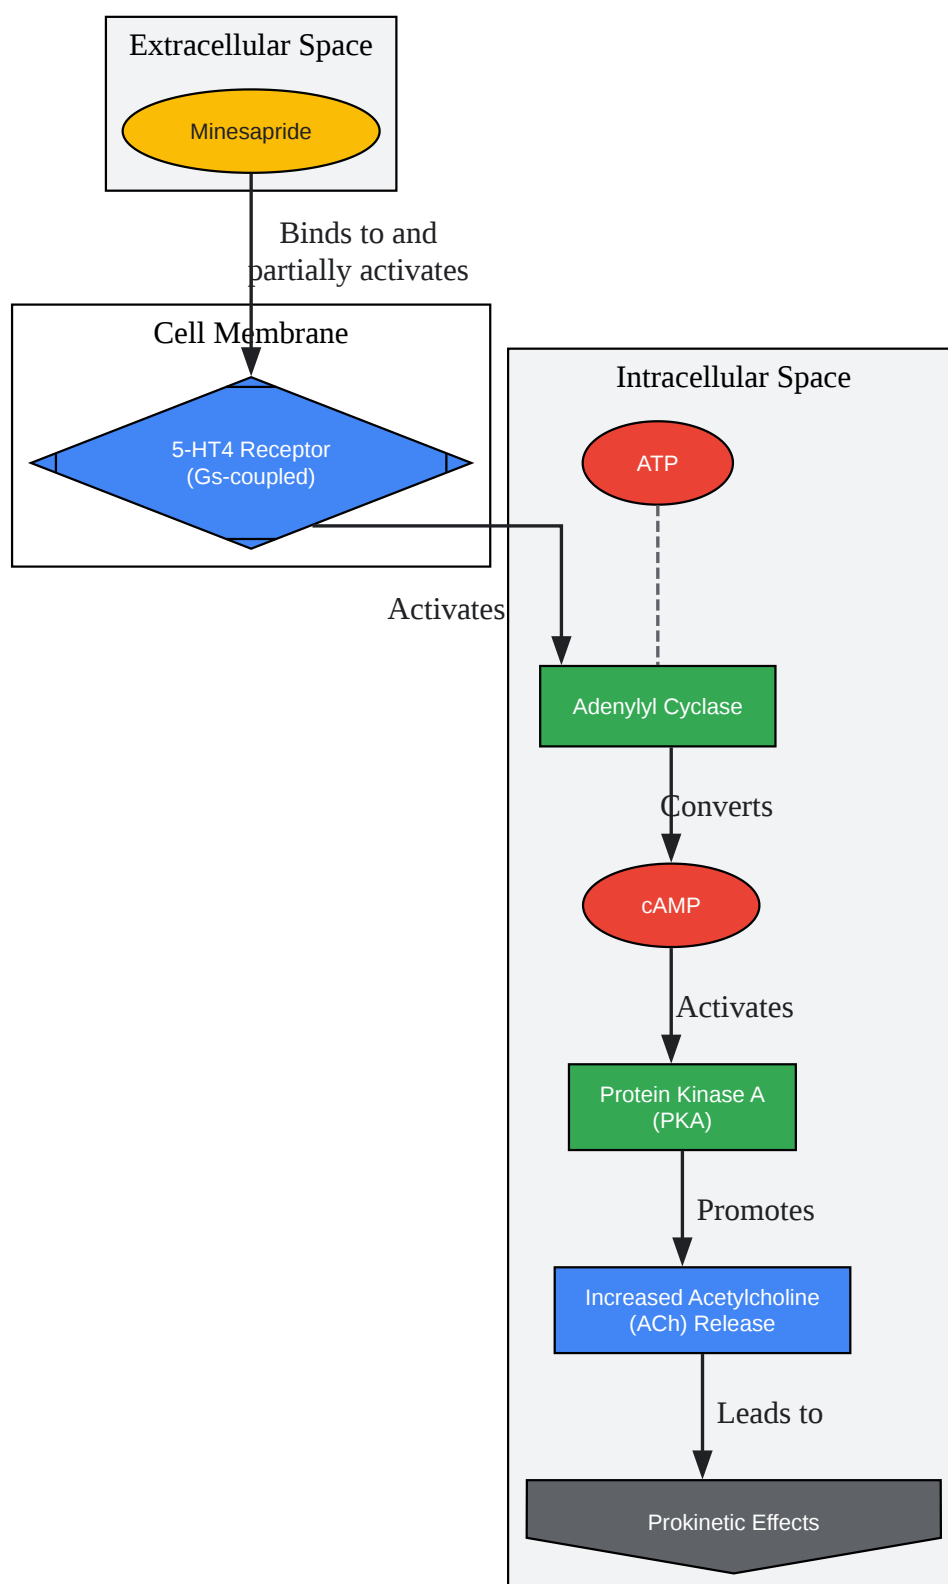 Extracellular Space
Minesapride
Binds to and
partially activates
Cell Membrane
5-HT4 Receptor
(Gs-coupled)
Activates
Intracellular Space
ATP
Adenylyl Cyclase
Converts
cAMP
Activates
Protein Kinase A
(PKA)
Promotes
Increased Acetylcholine
(ACh) Release
Leads to
Prokinetic Effects